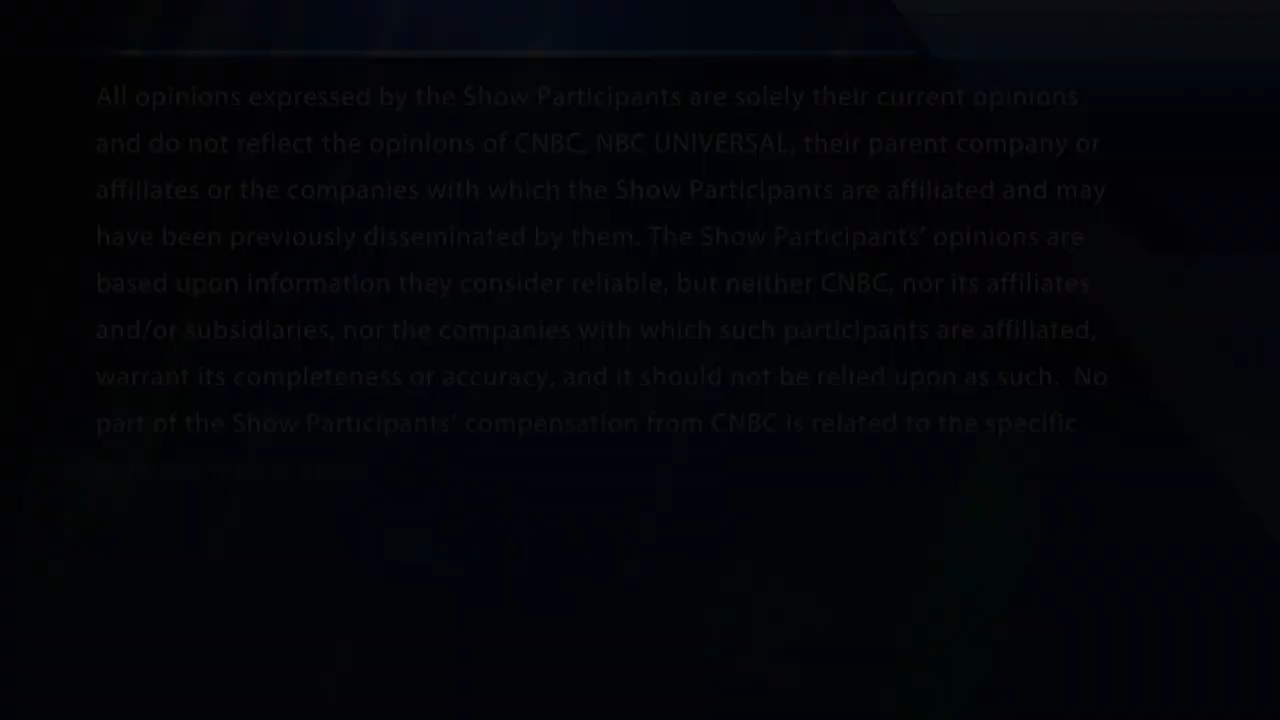 All opinions expressed by the Show Participants are solely their current opinions
and do not reflect the opinions of CNBC, NBC UNIVERSAL, their parent company or
affiliates or the companies with which the Show Participants are affiliated and may
have been previously disseminated by them. The Show Participants’ opinions are
based upon information they consider reliable, but neither CNBC, nor its affiliates
and/or subsidiaries, nor the companies with which such participants are affiliated,
warrant its completeness or accuracy, and it should not be relied upon as such.  No
part of the Show Participants’ compensation from CNBC is related to the specific